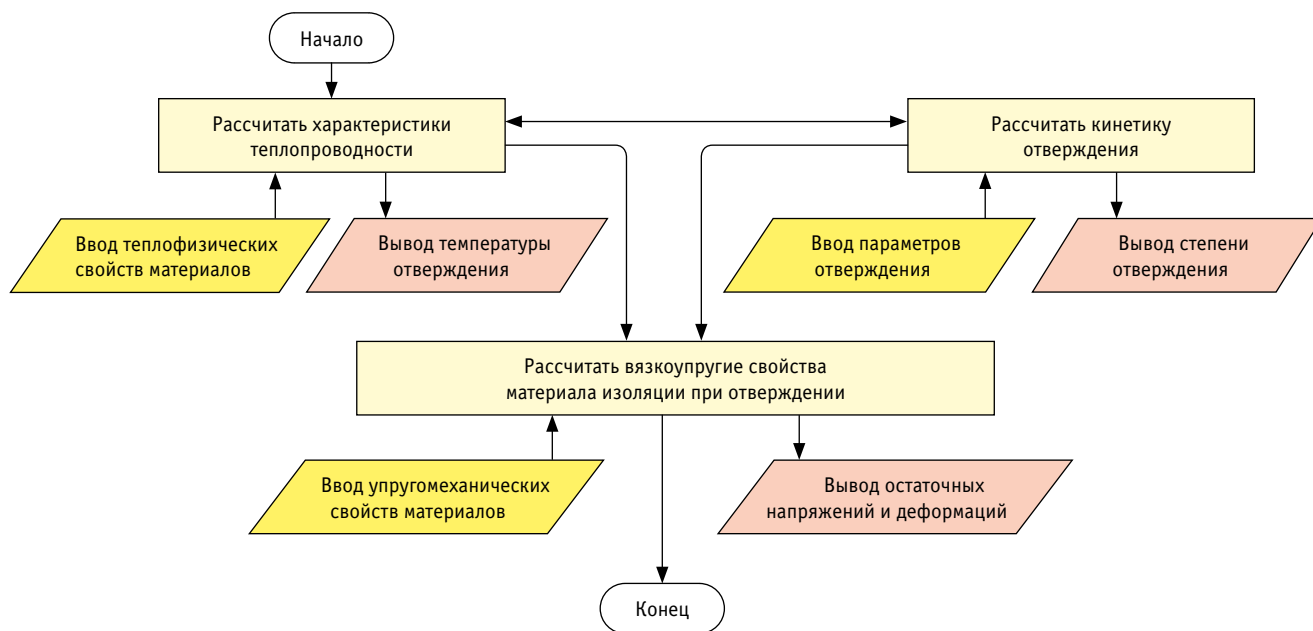 Начало
Рассчитать характеристики
теплопроводности
Рассчитать кинетику
отверждения
Ввод теплофизических
свойств материалов
Вывод температуры
отверждения
Ввод параметров
отверждения
Вывод степени
отверждения
Рассчитать вязкоупругие свойства
материала изоляции при отверждении
Ввод упругомеханических
свойств материалов
Вывод остаточных
напряжений и деформаций
Конец